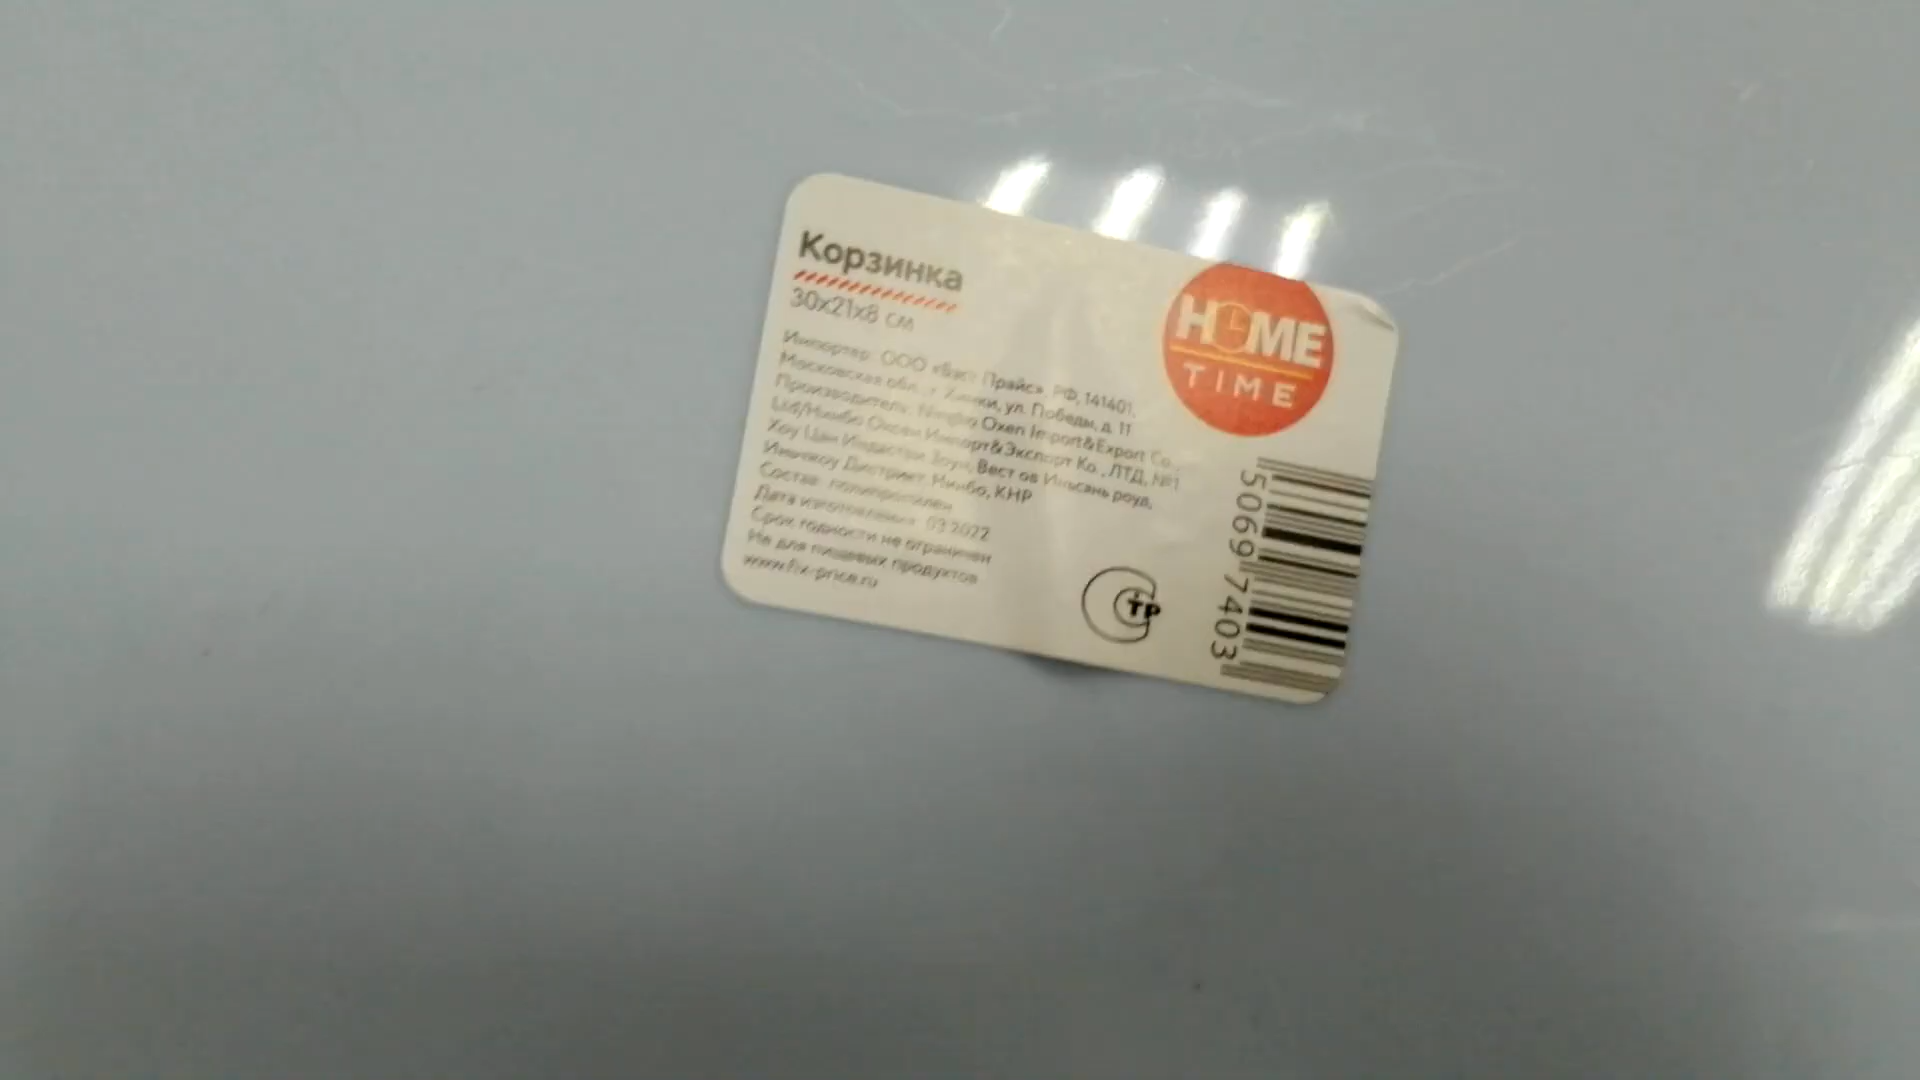 Корзинка
30x21x8 см
Импортер: ООО «Бэст Прайс», РФ, 141401,
Московская обл., г. Химки, ул. Победы, д. 11
Производитель: Ningbo Oxen Import&Export Co.,
Ltd/Нинбо Оксен Импорт&Экспорт Ко., ЛТД, №1
Хоу Цян Индастри Зоун, Вест ов Иньсянь роуд,
Дистрикт, Нинбо, КНР
Состав: полипропилен
Дата изготовления: 03.2022
Срок годности не ограничен
Не для пищевых продуктов
www.fix-price.ru
HOME
TIME
СТР
5069 7403